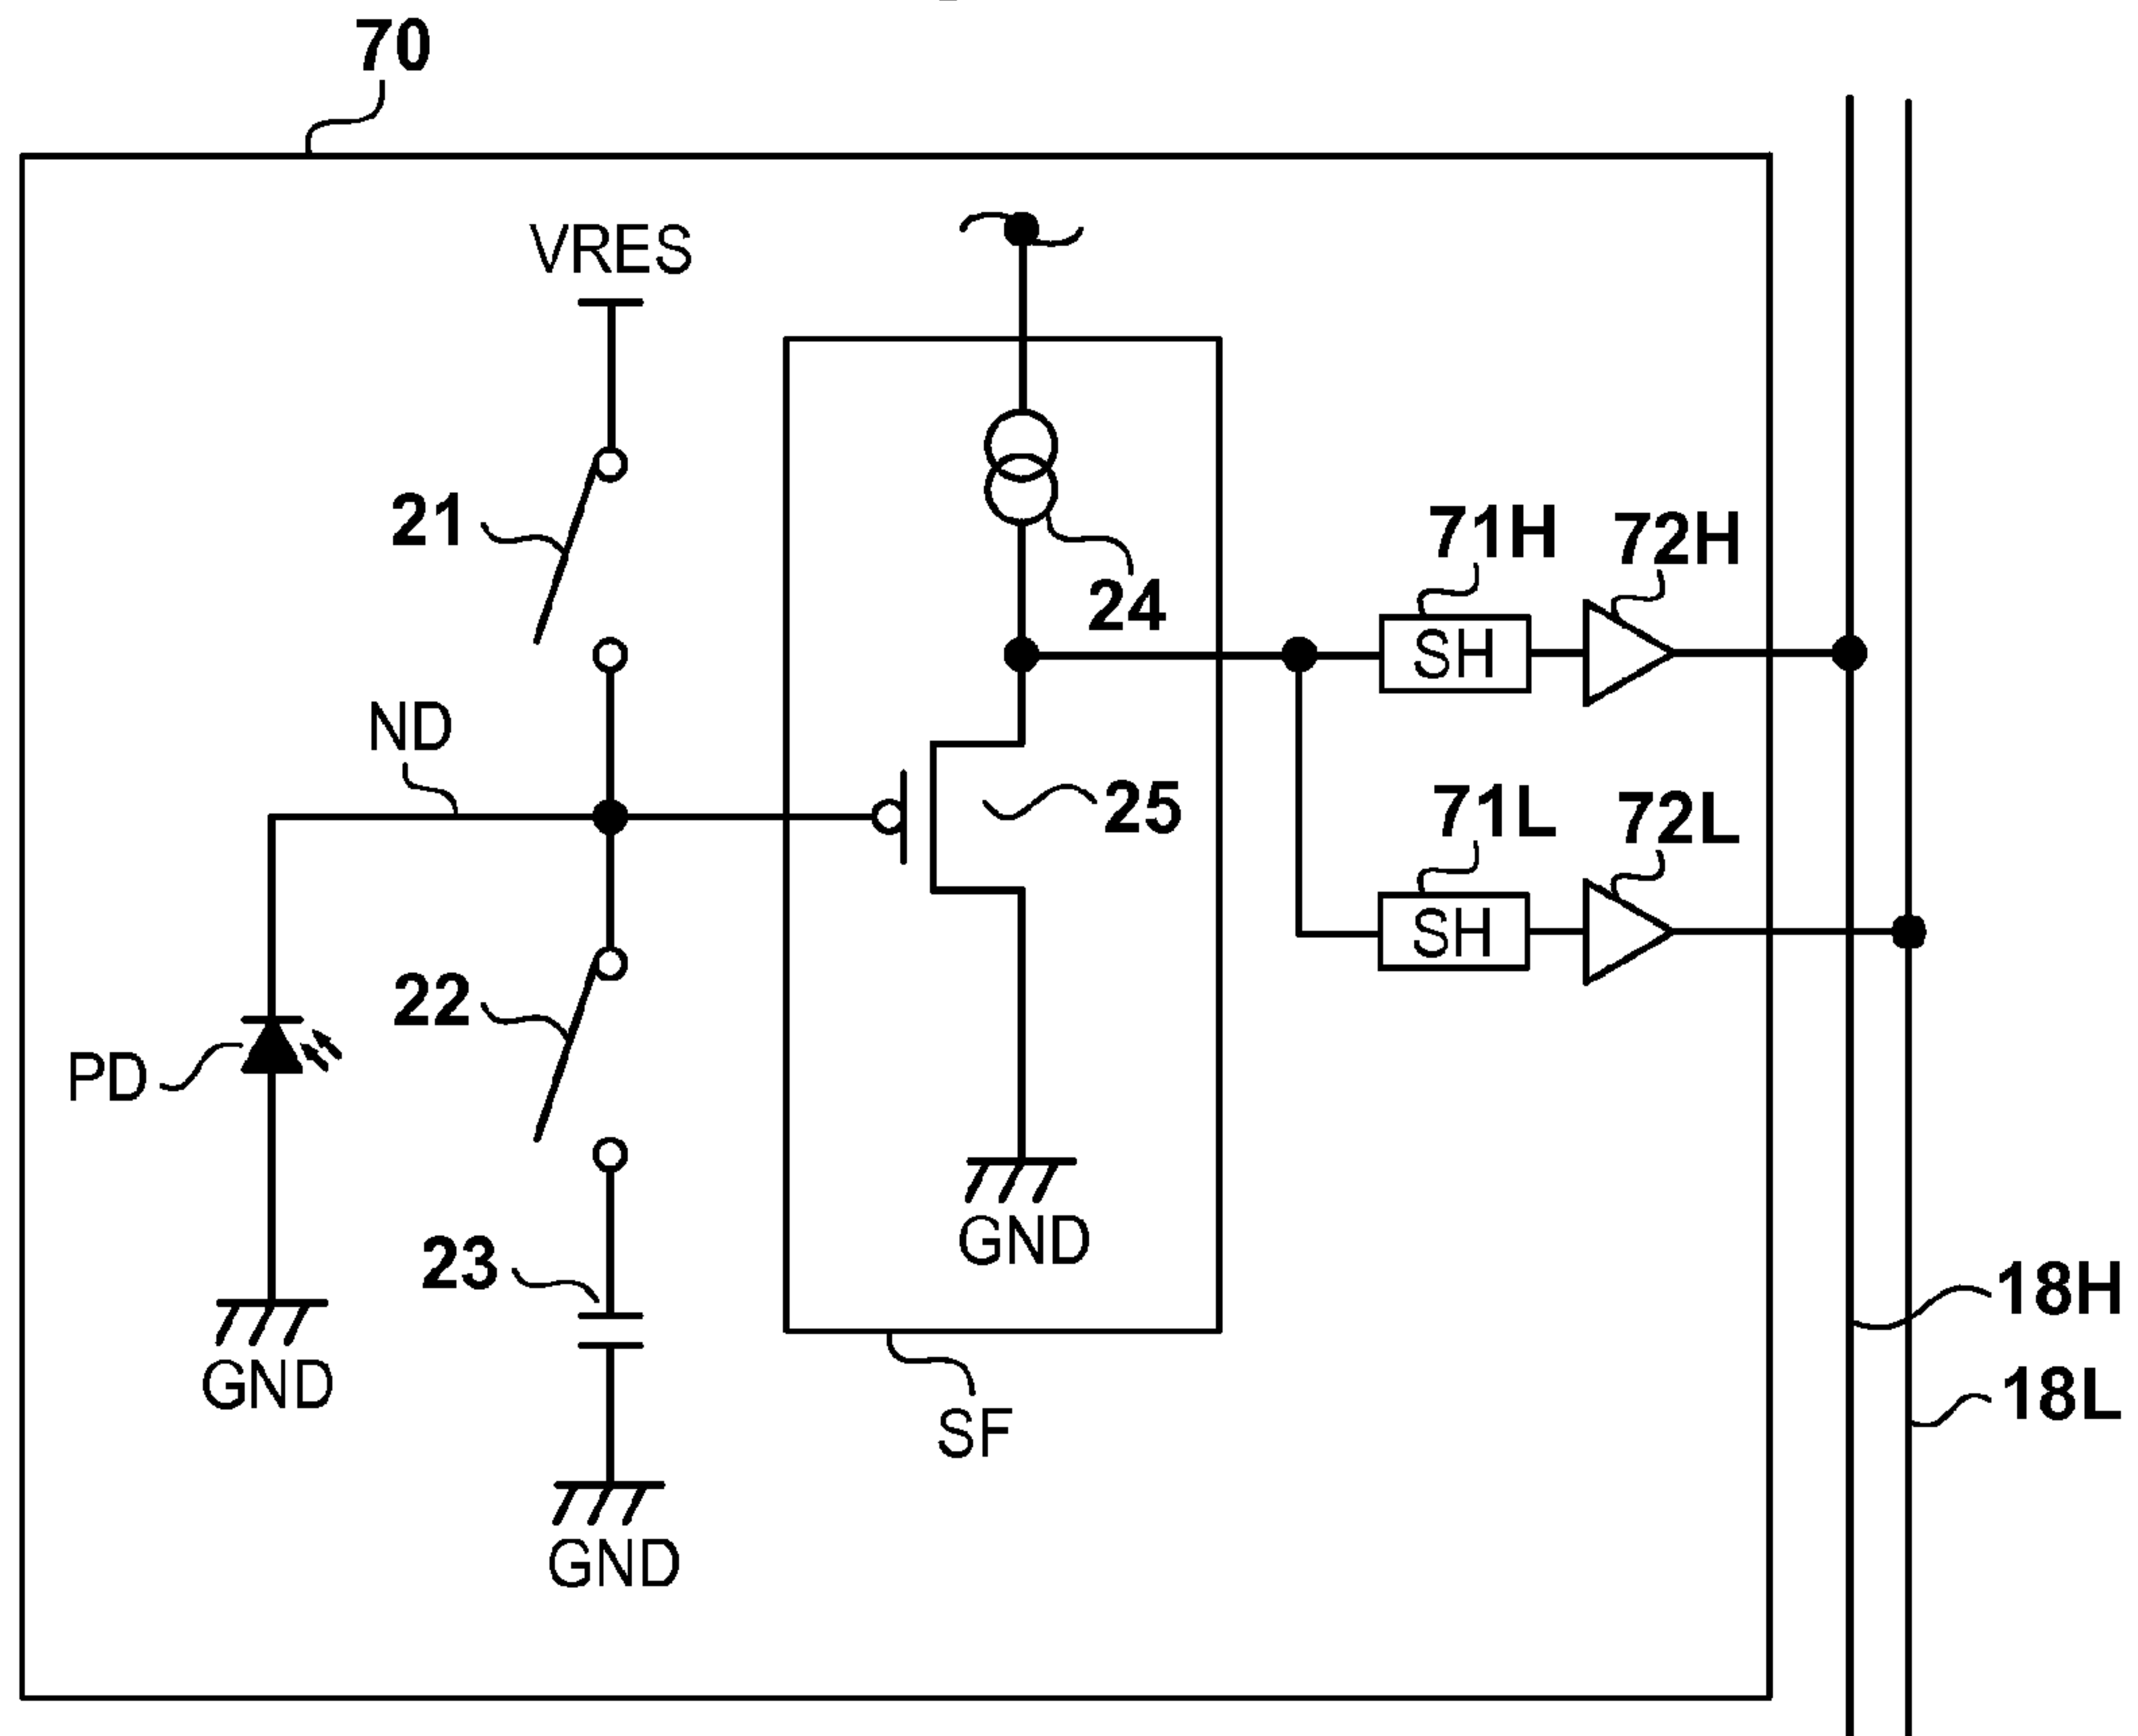 70
VRES
21
71H
72H
24
SH
ND
25
71L
72L
SH
22
PD
23
GND
18H
GND
18L
SF
GND